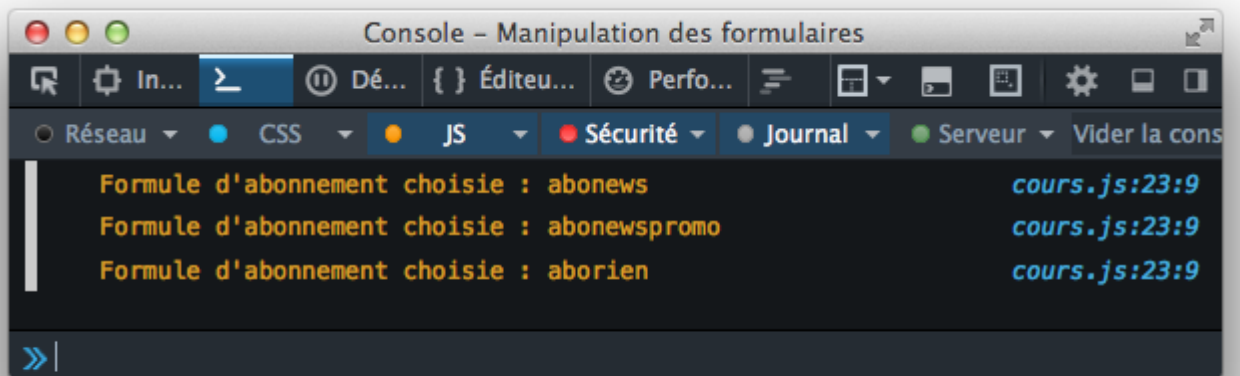 Console – Manipulation des formulaires
In... Dé... { } Éditeu... Perfo...
Réseau CSS JS Sécurité Journal Serveur Vider la cons
Formule d'abonnement choisie : abonews cours.js:23:9
Formule d'abonnement choisie : abonewspromo cours.js:23:9
Formule d'abonnement choisie : aborien cours.js:23:9